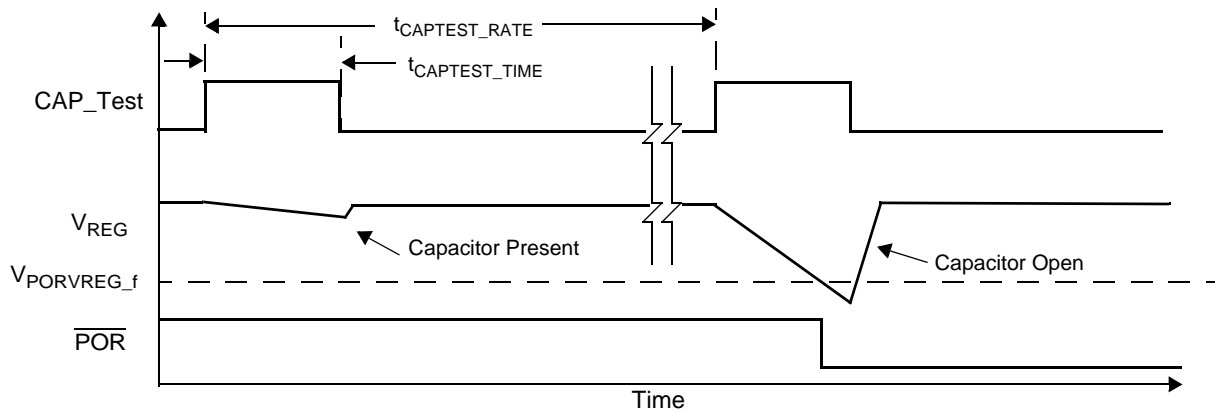 tCAPTEST_RATE
tCAPTEST_TIME
CAP_Test
VREG
Capacitor Present
Capacitor Open
VPORVREG_f
POR
Time